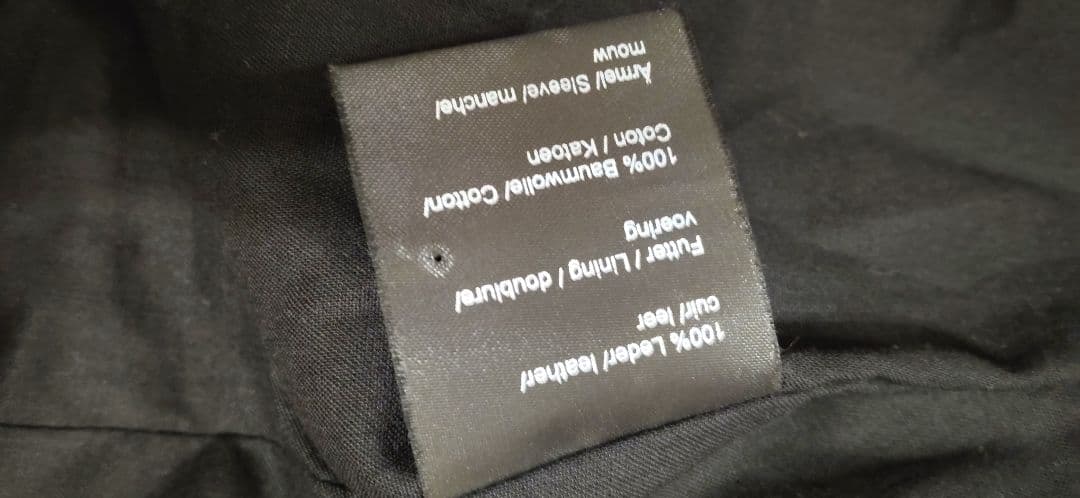 100% Leder/ leather/
cuir/ leer
Futter/ Lining / doublure/
voering
100% Baumwolle/ Cotton/
Coton / Katoen
Ärmel/ Sleeve/ manche/
mouw